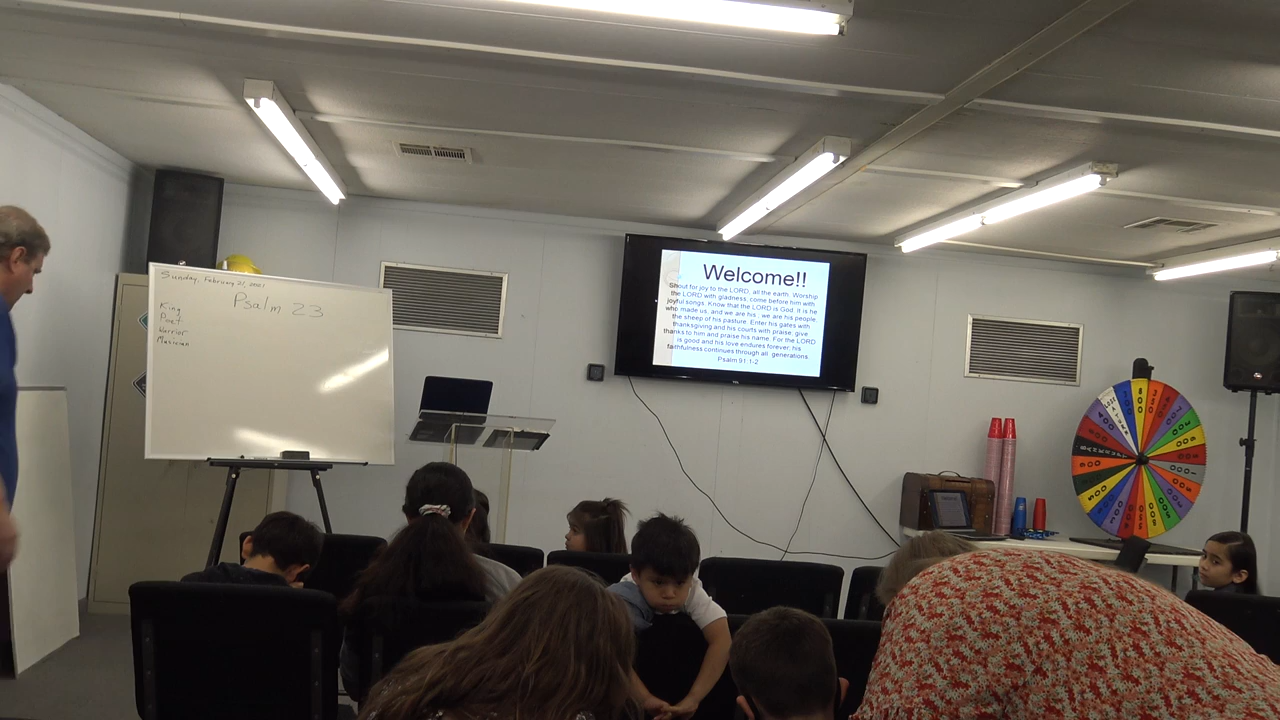 Sunday, February 21, 2021
Psalm 23
King
Poet
Warrior
Musician
Welcome!!
Shout for joy to the LORD, all the earth. Worship
the LORD with gladness; come before him with
joyful songs. Know that the LORD is God. It is he
who made us, and we are his; we are his people,
the sheep of his pasture. Enter his gates with
thanksgiving and his courts with praise; give
thanks to him and praise his name. For the LORD
is good and his love endures forever; his
faithfulness continues through all generations.
Psalm 91:1-2
TCL
800
BANKRUPT